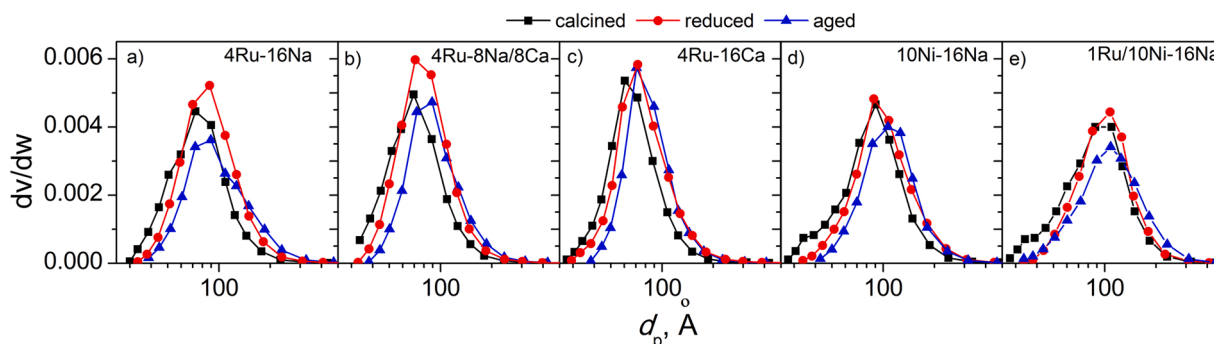 calcined reduced aged
a) 4Ru-16Na
b) 4Ru-8Na/8Ca
c) 4Ru-16Ca
d) 10Ni-16Na
e) 1Ru/10Ni-16Na
dv/dw
0.006
0.004
0.002
0.000
100 100 100 100 100
dp, Å